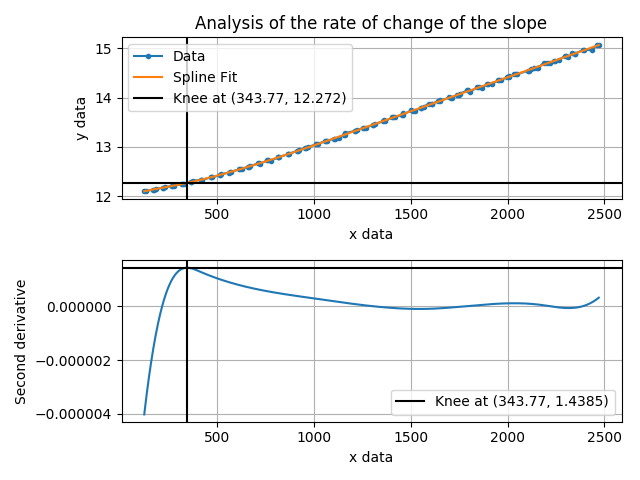 Analysis of the rate of change of the slope
15
14
13
12
y data
Data
Spline Fit
Knee at (343.77, 12.272)
500
1000
1500
2000
2500
x data
0.000000
−0.000002
−0.000004
Second derivative
Knee at (343.77, 1.4385)
500
1000
1500
2000
2500
x data